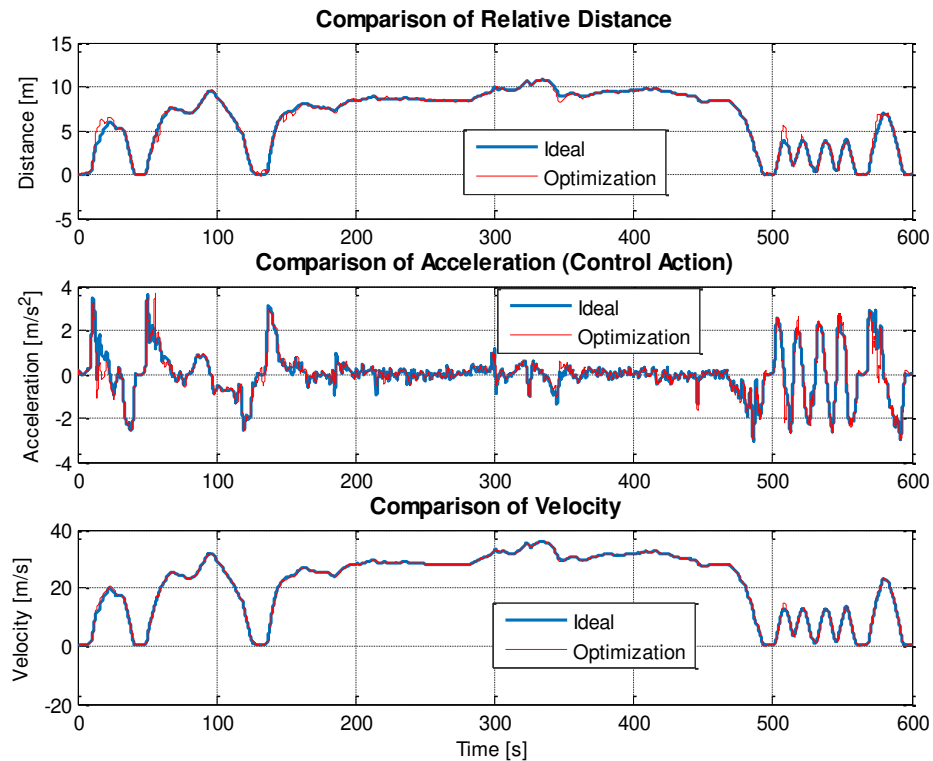 Comparison of Relative Distance
Distance [m]
15
10
5
0
-5
Ideal
Optimization
0 100 200 300 400 500 600
Comparison of Acceleration (Control Action)
Acceleration [m/s²]
4
2
0
-2
-4
Ideal
Optimization
0 100 200 300 400 500 600
Comparison of Velocity
Velocity [m/s]
40
20
0
-20
Ideal
Optimization
0 100 200 300 400 500 600
Time [s]